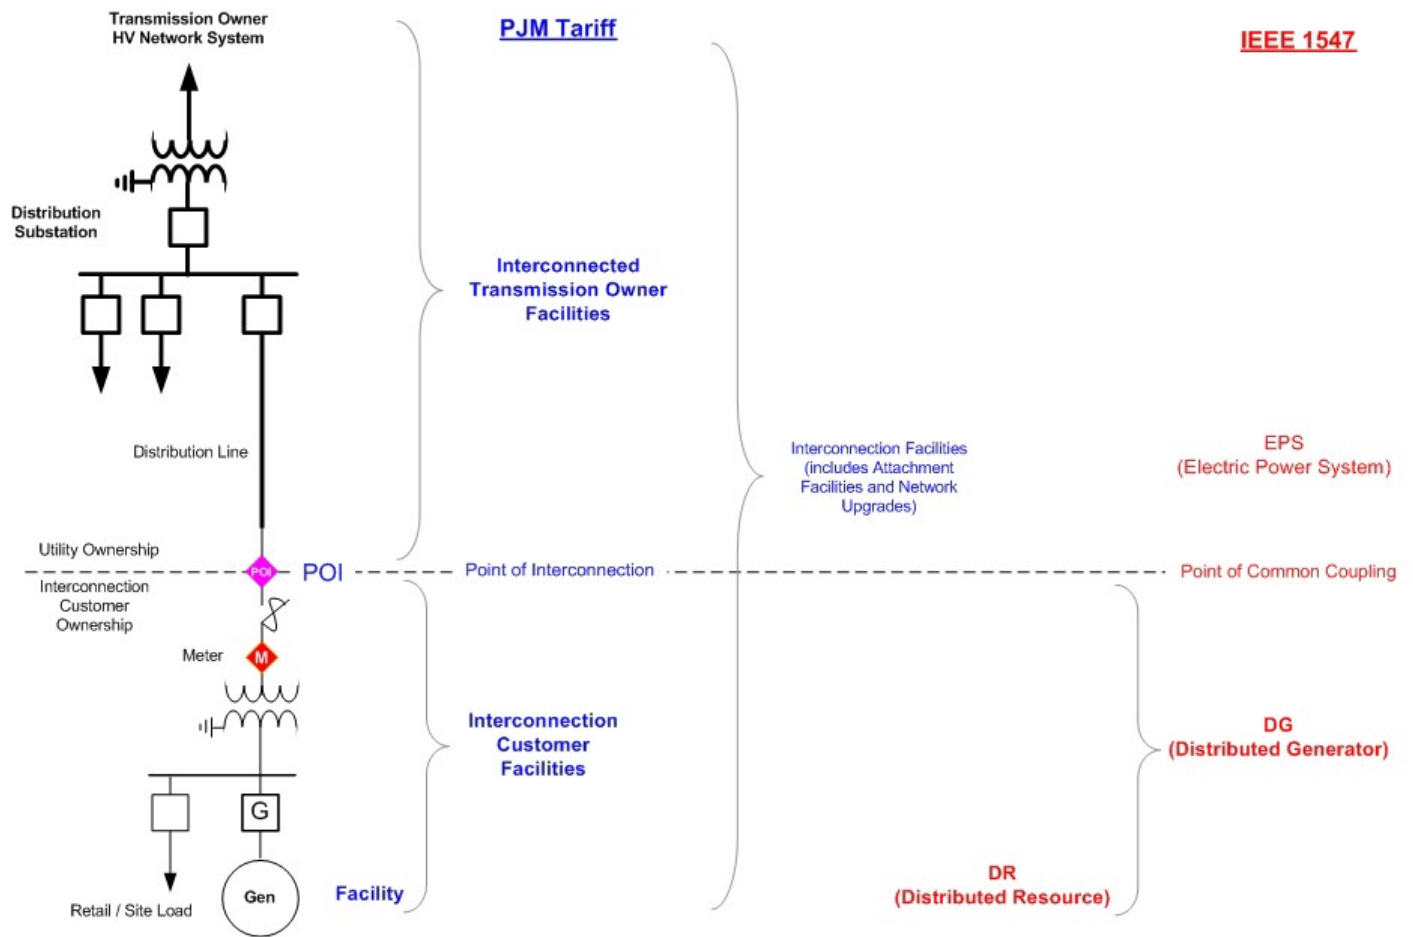 Transmission Owner
HV Network System
PJM Tariff
IEEE 1547
Distribution
Substation
Interconnected
Transmission Owner
Facilities
Distribution Line
Interconnection Facilities
(includes Attachment
Facilities and Network
Upgrades)
EPS
(Electric Power System)
Utility Ownership
POI
POI
Point of Interconnection
Point of Common Coupling
Interconnection
Customer
Ownership
Meter
M
Interconnection
Customer
Facilities
DG
(Distributed Generator)
G
Gen
Facility
DR
(Distributed Resource)
Retail / Site Load